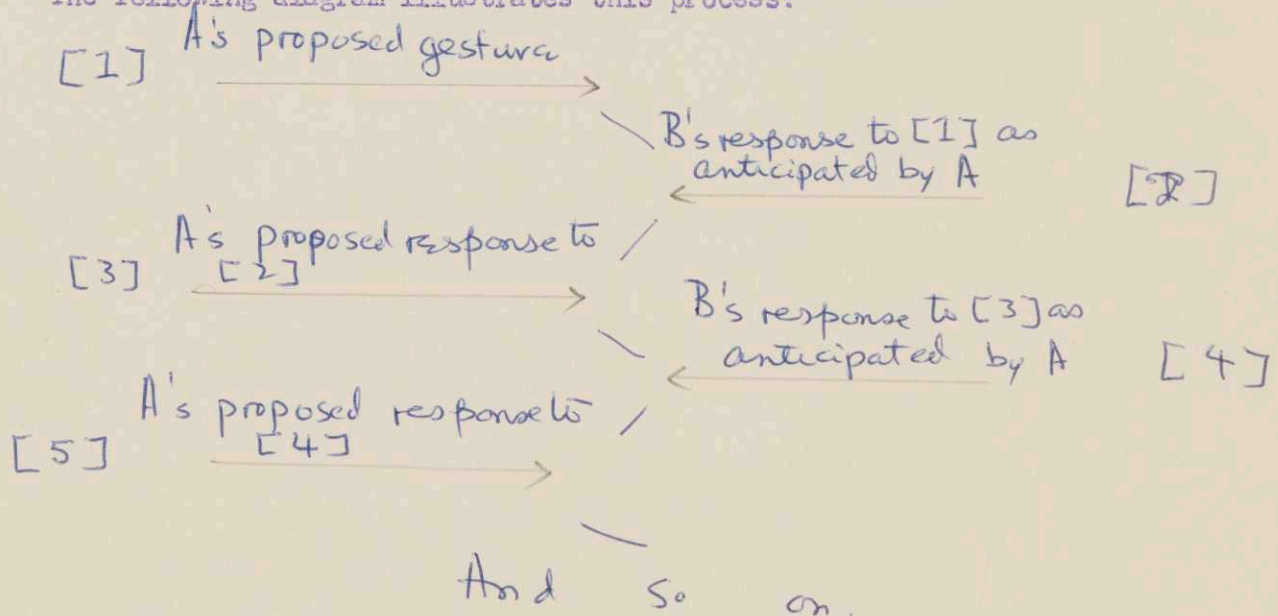 The following diagram illustrates this process:
[1] A's proposed gesture
B's response to [1] as
anticipated by A [2]
A's proposed response to
[3] [2]
B's response to [3] as
anticipated by A [4]
A's proposed response to
[5] [4]
And so on.